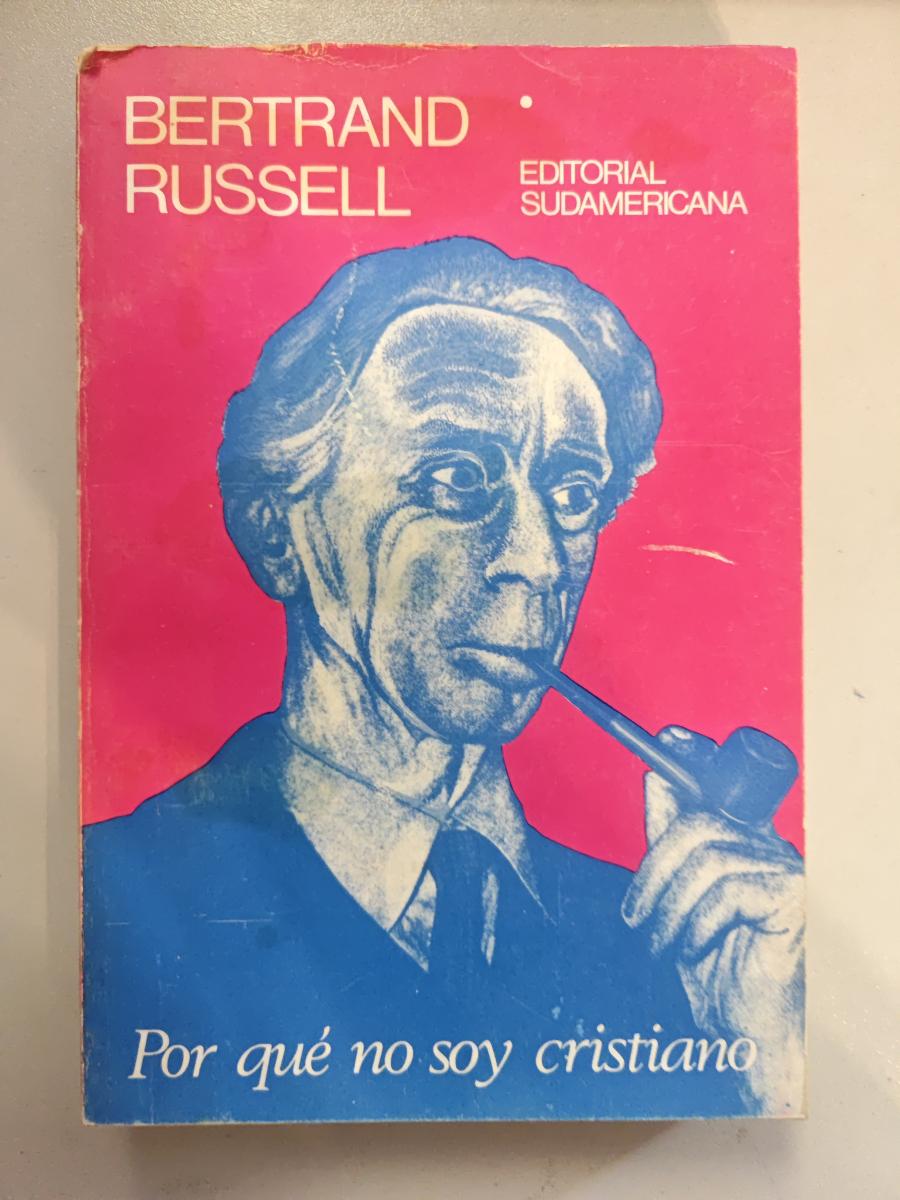 BERTRAND
RUSSELL
EDITORIAL
SUDAMERICANA
Por qué no soy cristiano